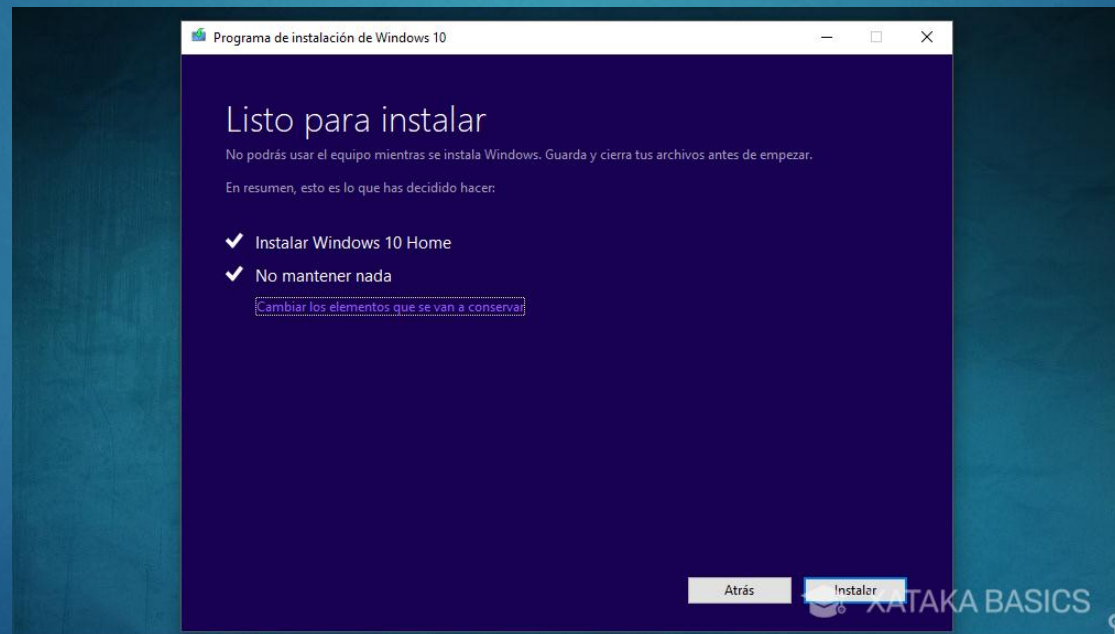 Programa de instalación de Windows 10
Listo para instalar
No podrás usar el equipo mientras se instala Windows. Guarda y cierra tus archivos antes de empezar.
En resumen, esto es lo que has decidido hacer:
Instalar Windows 10 Home
No mantener nada
Cambiar los elementos que se van a conservar
Atrás
Instalar
XATAKA BASICS